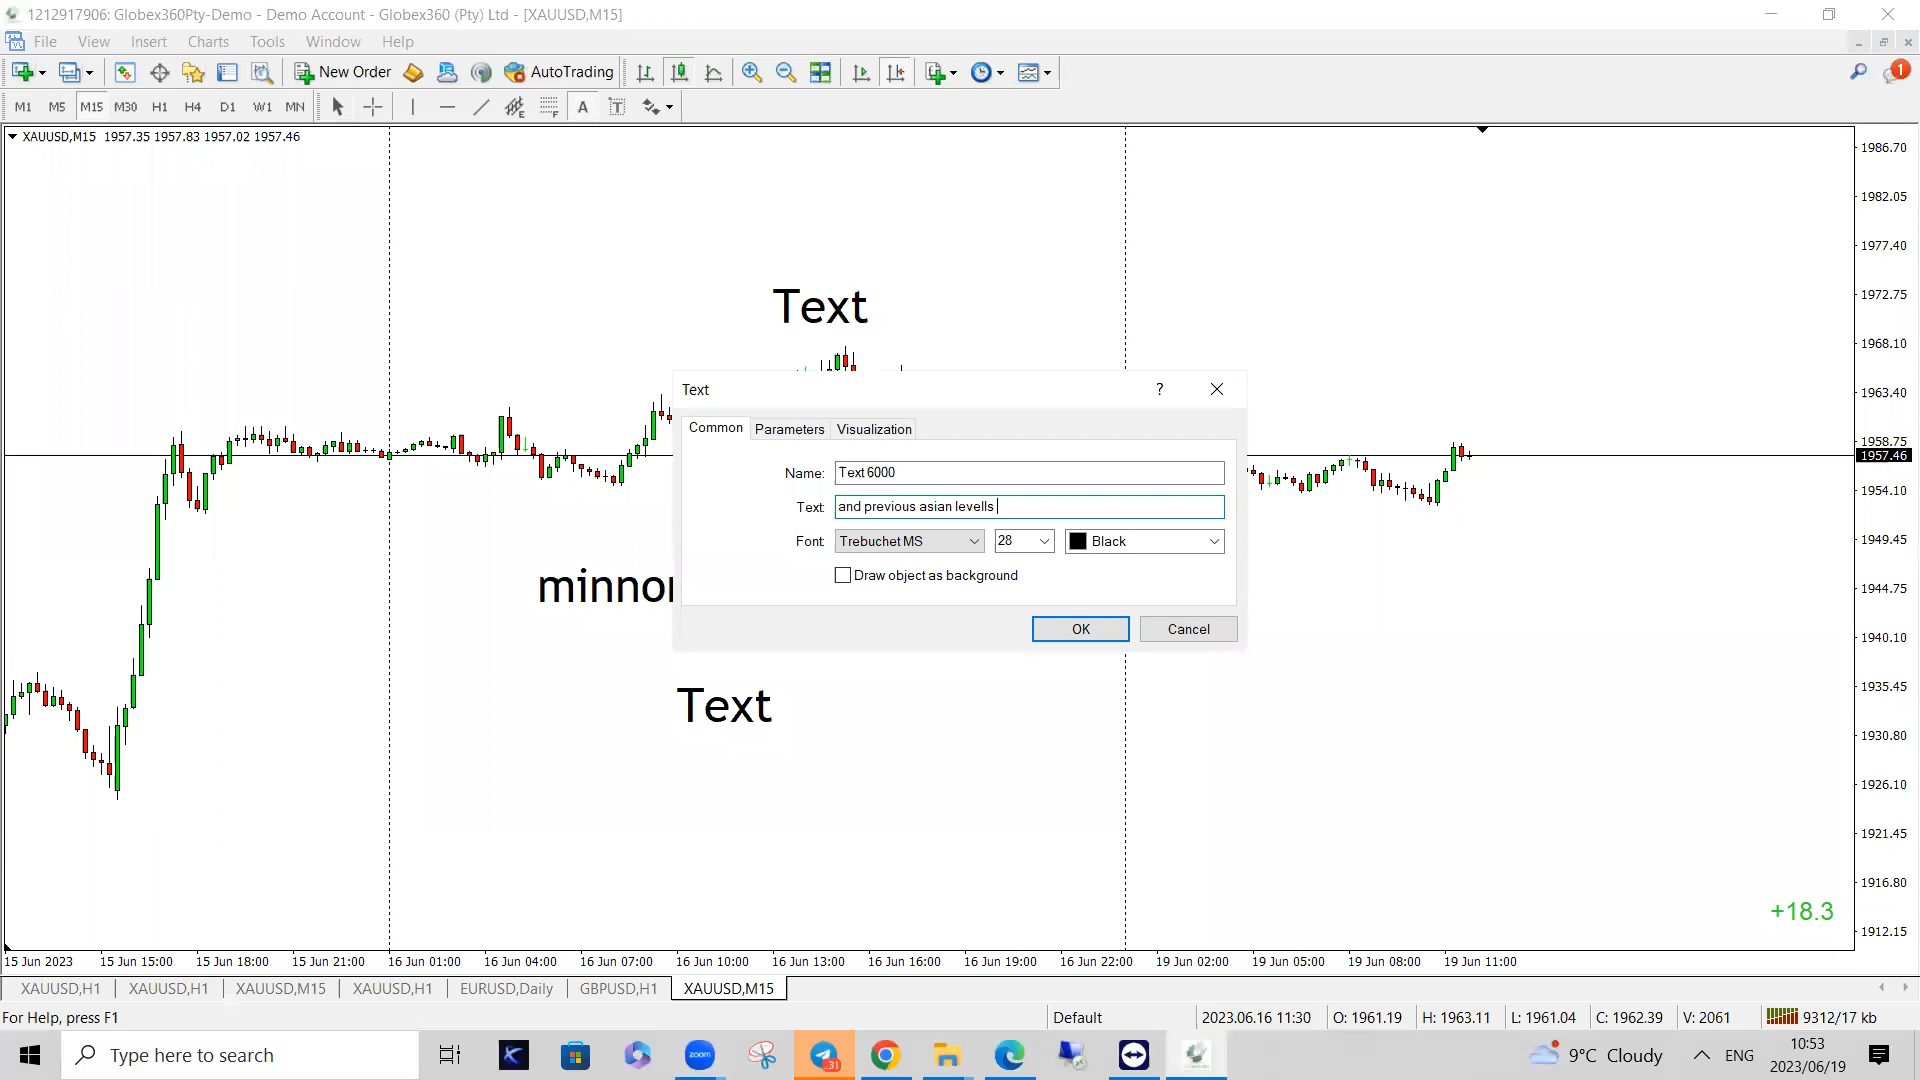 1212917906: Globex360Pty-Demo - Demo Account - Globex360 (Pty) Ltd - [XAUUSD,M15]
File View Insert Charts Tools Window Help
New Order AutoTrading 1
M1 M5 M15 M30 H1 H4 D1 W1 MN E F A T
XAUUSD,M15 1957.35 1957.83 1957.02 1957.46
1986.70
1982.05
1977.40
1972.75
1968.10
1963.40
1958.75
1957.46
1954.10
1949.45
1944.75
1940.10
1935.45
1930.80
1926.10
1921.45
1916.80
1912.15
Text
minnor
Text
Text ?
Common Parameters Visualization
Name: Text 6000
Text: and previous asian levells
Font: Trebuchet MS 28 Black
Draw object as background
OK Cancel
+18.3
15 Jun 2023 15 Jun 15:00 15 Jun 18:00 15 Jun 21:00 16 Jun 01:00 16 Jun 04:00 16 Jun 07:00 16 Jun 10:00 16 Jun 13:00 16 Jun 16:00 16 Jun 19:00 16 Jun 22:00 19 Jun 02:00 19 Jun 05:00 19 Jun 08:00 19 Jun 11:00
XAUUSD,H1 XAUUSD,H1 XAUUSD,M15 XAUUSD,H1 EURUSD,Daily GBPUSD,H1 XAUUSD,M15
For Help, press F1 Default 2023.06.16 11:30 O: 1961.19 H: 1963.11 L: 1961.04 C: 1962.39 V: 2061 9312/17 kb
Type here to search zoom 31 9°C Cloudy ENG 10:53
2023/06/19